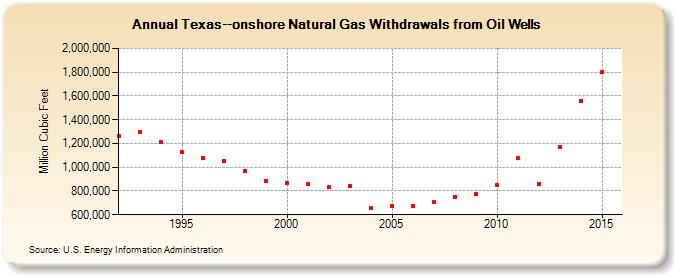 Annual Texas--onshore Natural Gas Withdrawals from Oil Wells
Million Cubic Feet
2,000,000
1,800,000
1,600,000
1,400,000
1,200,000
1,000,000
800,000
600,000
1995 2000 2005 2010 2015
Source: U.S. Energy Information Administration